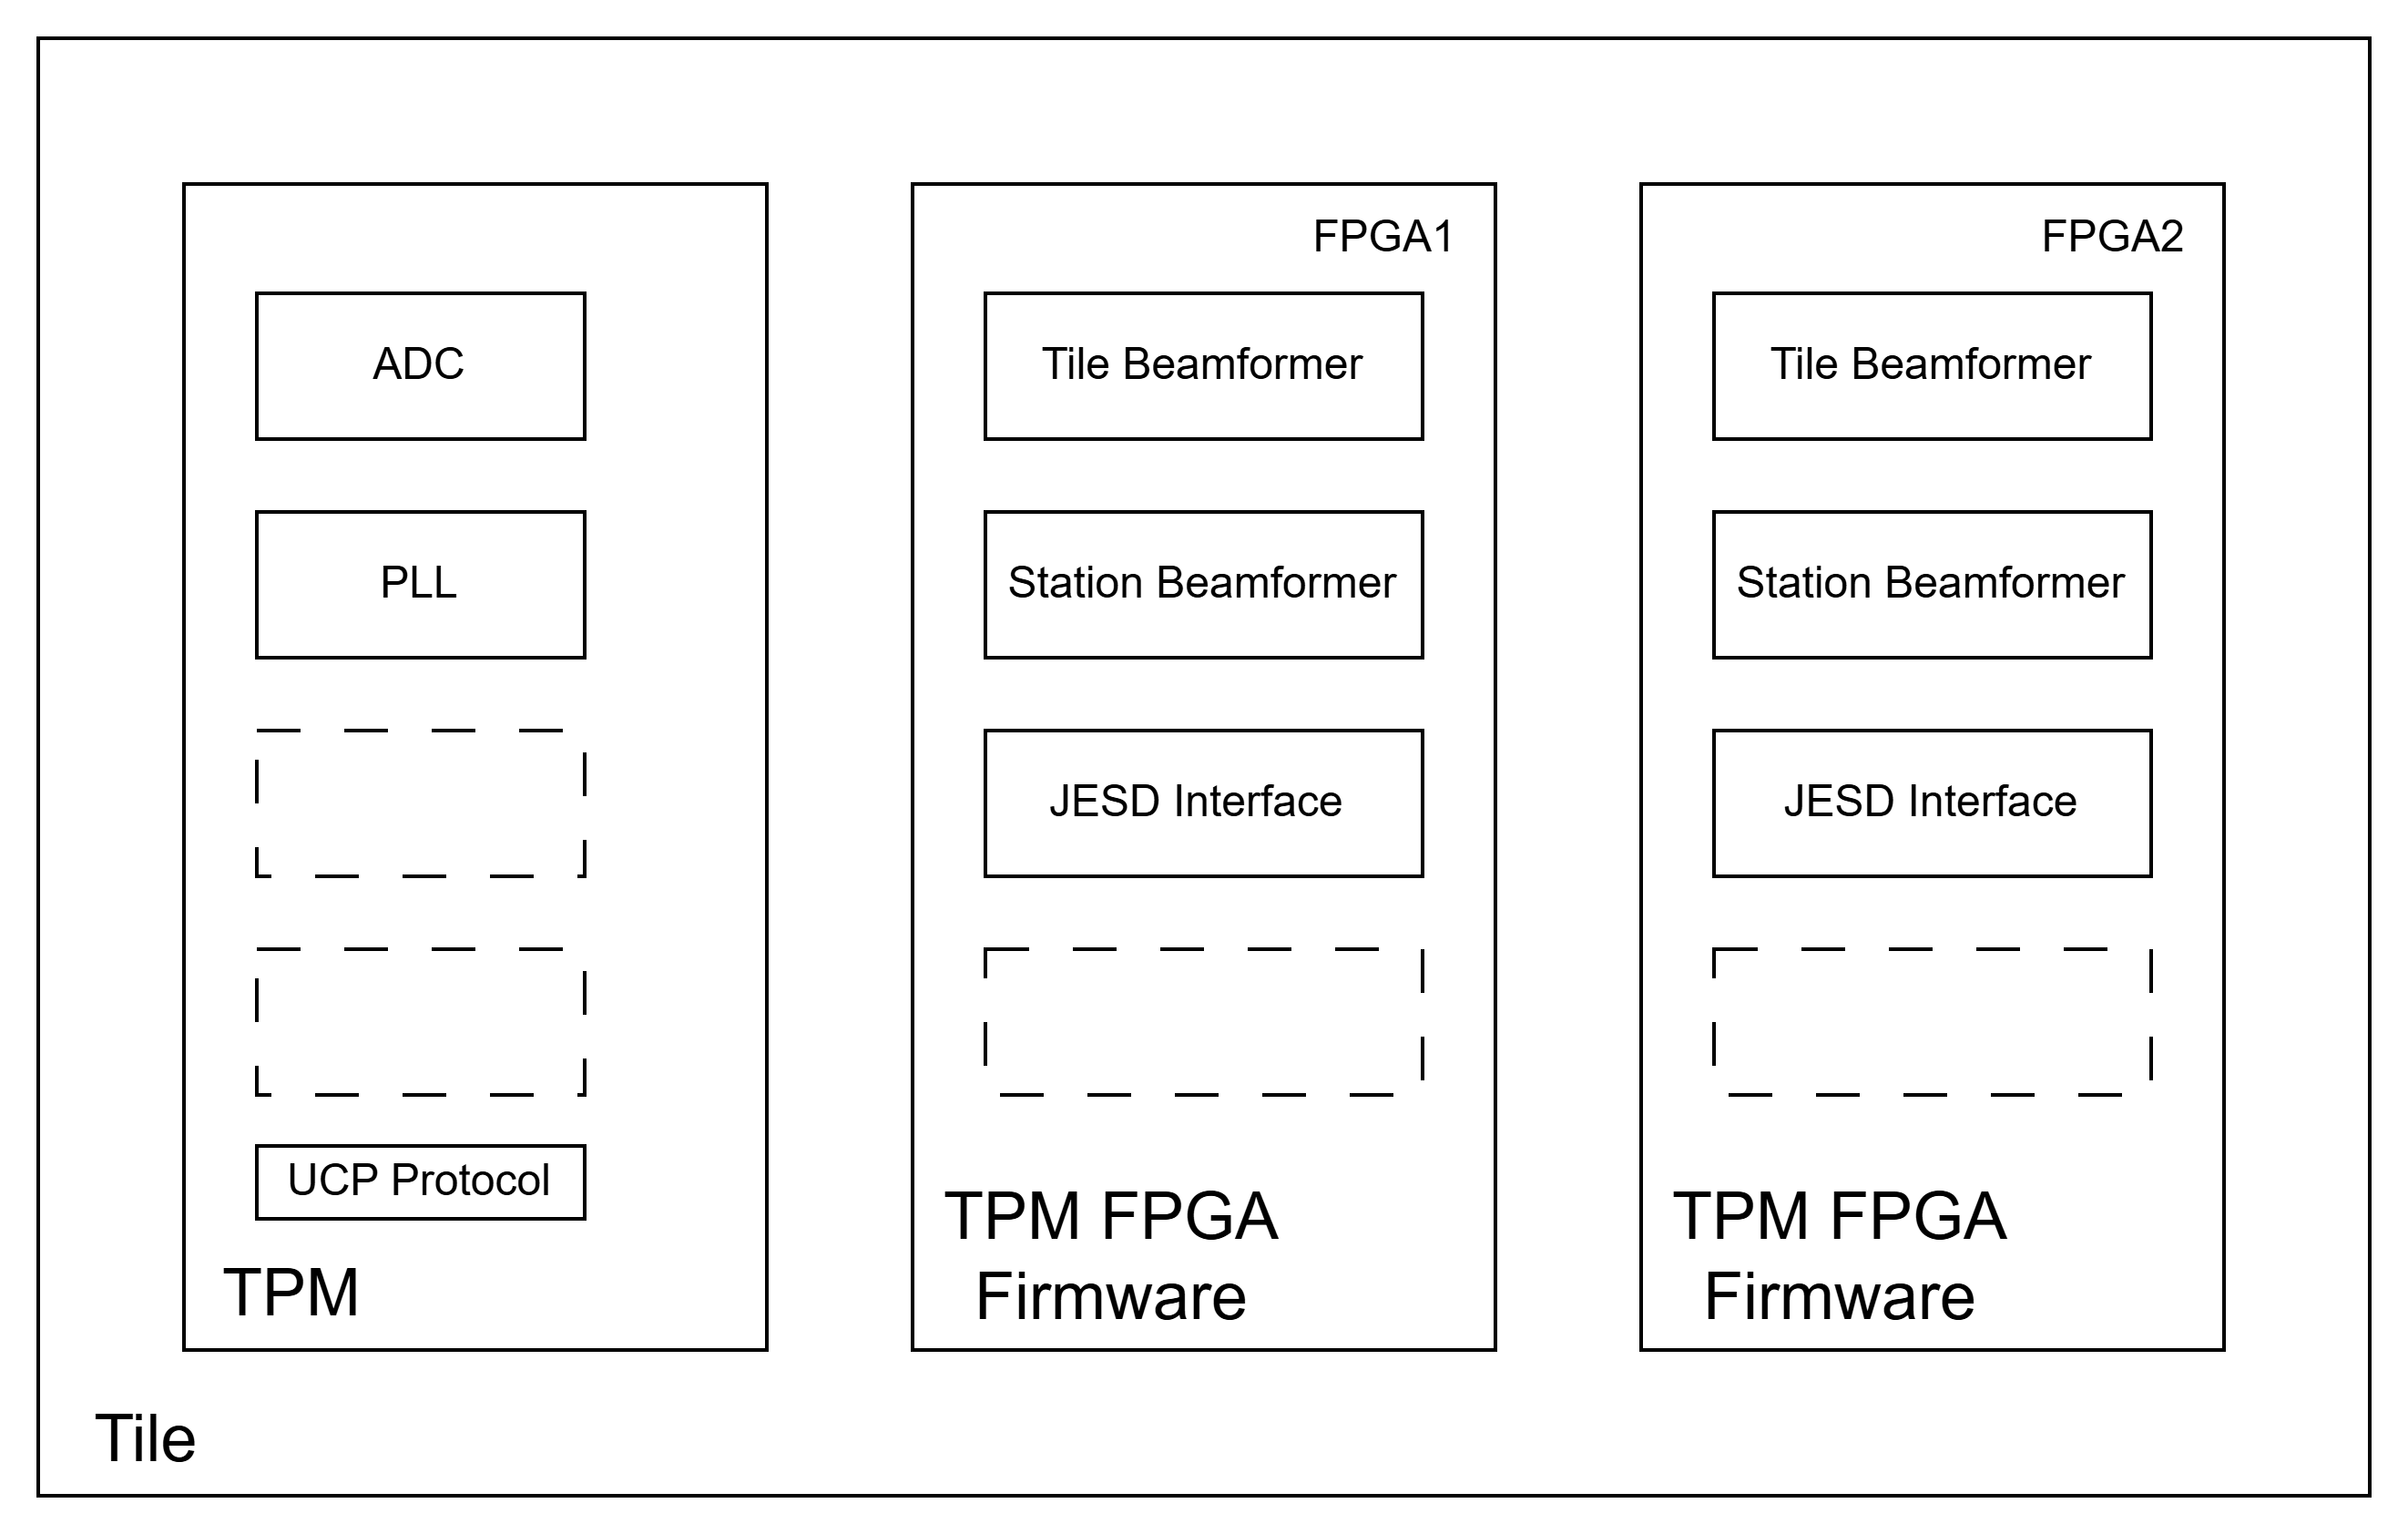 ADC
PLL
UCP Protocol
TPM
FPGA1
Tile Beamformer
Station Beamformer
JESD Interface
TPM FPGA
Firmware
FPGA2
Tile Beamformer
Station Beamformer
JESD Interface
TPM FPGA
Firmware
Tile